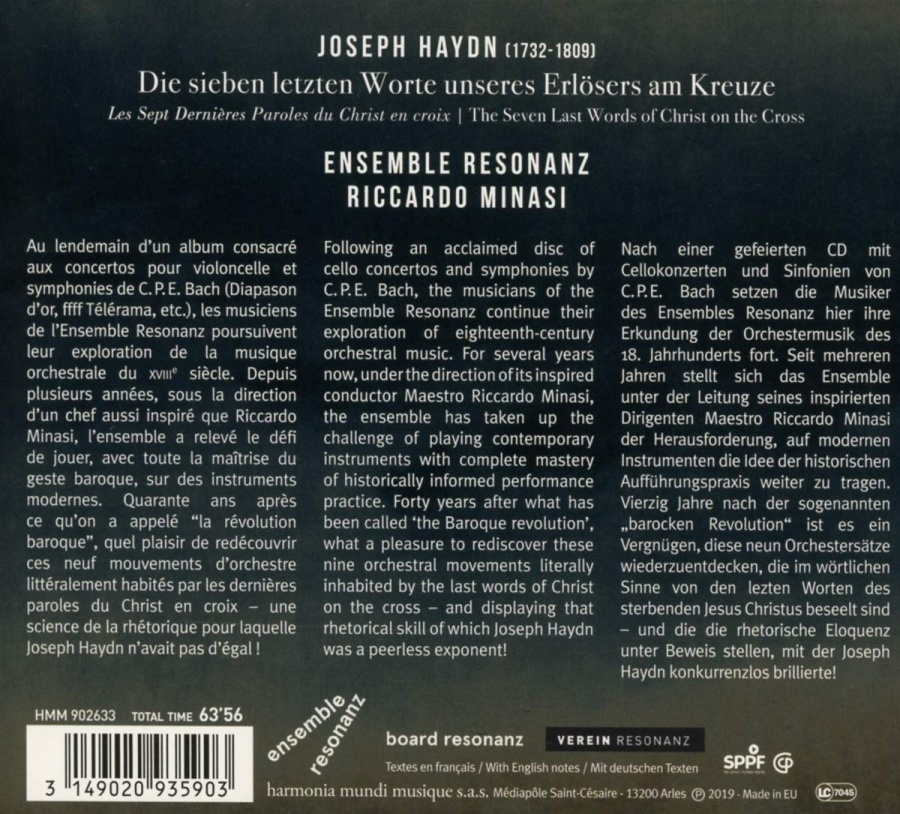 JOSEPH HAYDN (1732-1809)
Die sieben letzten Worte unseres Erlösers am Kreuze
Les Sept Dernières Paroles du Christ en croix | The Seven Last Words of Christ on the Cross
ENSEMBLE RESONANZ
RICCARDO MINASI
Au lendemain d'un album consacré
aux concertos pour violoncelle et
symphonies de C.P.E. Bach (Diapason
d'or, ffff Télérama, etc.), les musiciens
de l'Ensemble Resonanz poursuivent
leur exploration de la musique
orchestrale du XVIIIe siècle. Depuis
plusieurs années, sous la direction
d'un chef aussi inspiré que Riccardo
Minasi, l'ensemble a relevé le défi
de jouer, avec toute la maîtrise du
geste baroque, sur des instruments
modernes. Quarante ans après
ce qu'on a appelé "la révolution
baroque", quel plaisir de redécouvrir
ces neuf mouvements d'orchestre
littéralement habités par les dernières
paroles du Christ en croix – une
science de la rhétorique pour laquelle
Joseph Haydn n'avait pas d'égal !
Following an acclaimed disc of
cello concertos and symphonies by
C.P.E. Bach, the musicians of the
Ensemble Resonanz continue their
exploration of eighteenth-century
orchestral music. For several years
now, under the direction of its inspired
conductor Maestro Riccardo Minasi,
the ensemble has taken up the
challenge of playing contemporary
instruments with complete mastery
of historically informed performance
practice. Forty years after what has
been called 'the Baroque revolution',
what a pleasure to rediscover these
nine orchestral movements literally
inhabited by the last words of Christ
on the cross – and displaying that
rhetorical skill of which Joseph Haydn
was a peerless exponent!
Nach einer gefeierten CD mit
Cellokonzerten und Sinfonien von
C.P.E. Bach setzen die Musiker
des Ensembles Resonanz hier ihre
Erkundung der Orchestermusik des
18. Jahrhunderts fort. Seit mehreren
Jahren stellt sich das Ensemble
unter der Leitung seines inspirierten
Dirigenten Maestro Riccardo Minasi
der Herausforderung, auf modernen
Instrumenten die Idee der historischen
Aufführungspraxis weiter zu tragen.
Vierzig Jahre nach der sogenannten
„barocken Revolution“ ist es ein
Vergnügen, diese neun Orchestersätze
wiederzuentdecken, die im wörtlichen
Sinne von den lezten Worten des
sterbenden Jesus Christus beseelt sind
– und die die rhetorische Eloquenz
unter Beweis stellen, mit der Joseph
Haydn konkurrenzlos brillierte!
HMM 902633 TOTAL TIME 63'56
3 149020 935903
ensemble
resonanz
board resonanz
VEREIN RESONANZ
Textes en français / With English notes / Mit deutschen Texten
SPPF
harmonia mundi musique s.a.s. Médiapôle Saint-Césaire - 13200 Arles ℗ 2019 - Made in EU
LC 7045